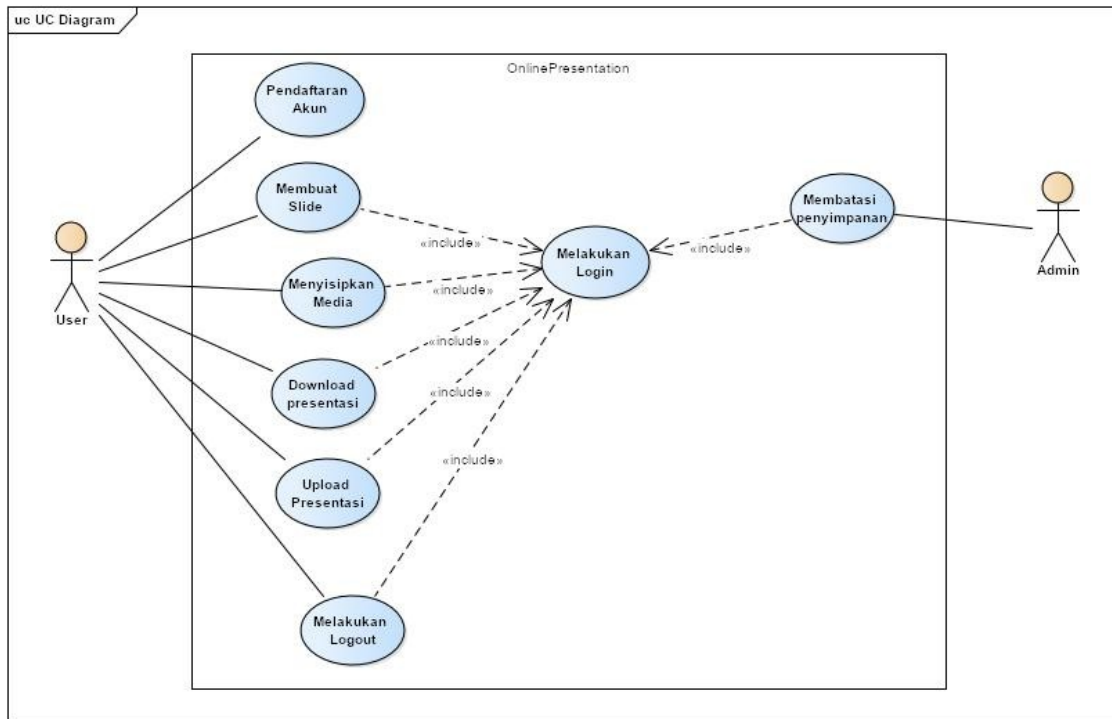 uc UC Diagram
OnlinePresentation
Pendaftaran
Akun
Membuat
Slide
«include»
Menyisipkan
Media
«include»
Download
presentasi
«include»
Upload
Presentasi
«include»
Melakukan
Logout
«include»
Melakukan
Login
«include»
Membatasi
penyimpanan
User
Admin